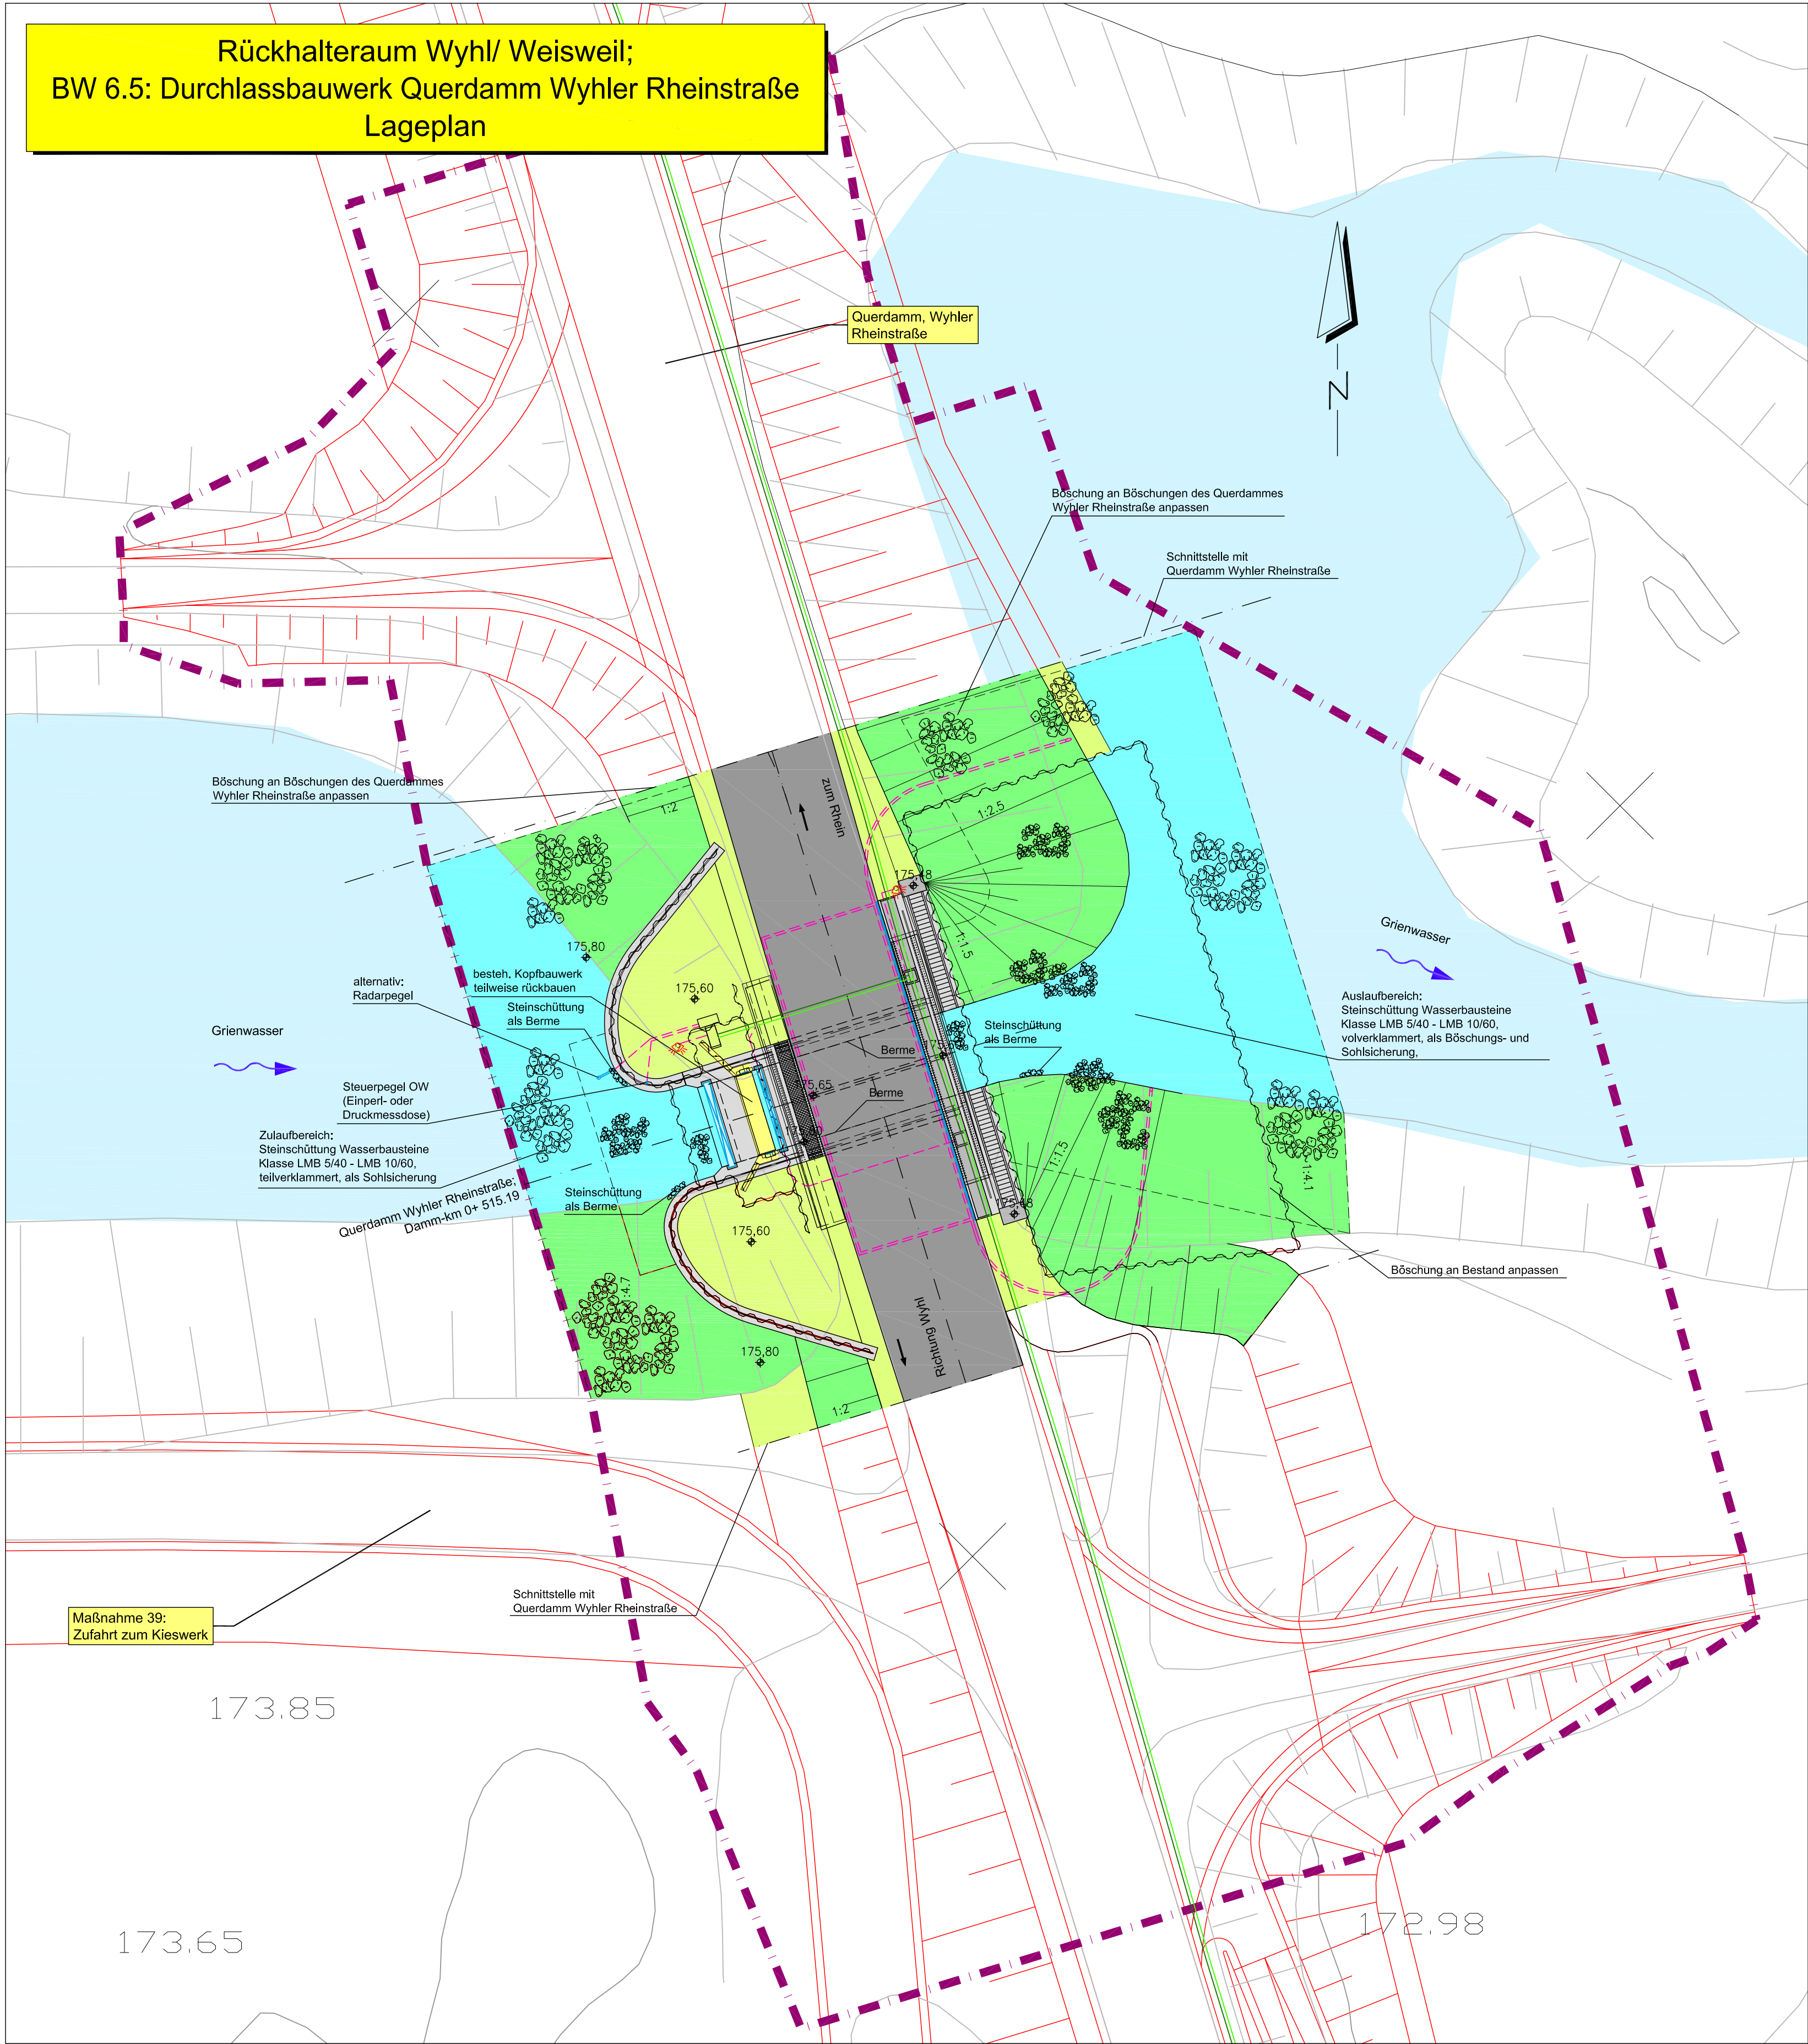 Rückhalteraum Wyhl/ Weisweil;
BW 6.5: Durchlassbauwerk Querdamm Wyhler Rheinstraße
Lageplan
Querdamm, Wyhler
Rheinstraße
N
Böschung an Böschungen des Querdammes
Wyhler Rheinstraße anpassen
Schnittstelle mit
Querdamm Wyhler Rheinstraße
Böschung an Böschungen des Querdammes
Wyhler Rheinstraße anpassen
1:2
zum Rhein
1:2.5
175,80
1:1.5
Grienwasser
alternativ:
Radarpegel
besteh. Kopfbauwerk
teilweise rückbauen
175,60
Steinschüttung
als Berme
Auslaufbereich:
Steinschüttung Wasserbausteine
Klasse LMB 5/40 - LMB 10/60,
volverklammert, als Böschungs- und
Sohlsicherung,
Grienwasser
Steinschüttung
als Berme
Berme
Steuerpegel OW
(Einperl- oder
Druckmessdose)
175,65
Berme
Zulaufbereich:
Steinschüttung Wasserbausteine
Klasse LMB 5/40 - LMB 10/60,
teilverklammert, als Sohlsicherung
1:1.5
1:4.1
Querdamm Wyhler Rheinstraße;
Damm-km 0+ 515.19
Steinschüttung
als Berme
175,60
Böschung an Bestand anpassen
175,80
Richtung Wyhl
1:2
Schnittstelle mit
Querdamm Wyhler Rheinstraße
Maßnahme 39:
Zufahrt zum Kieswerk
173.85
173.65
172.98